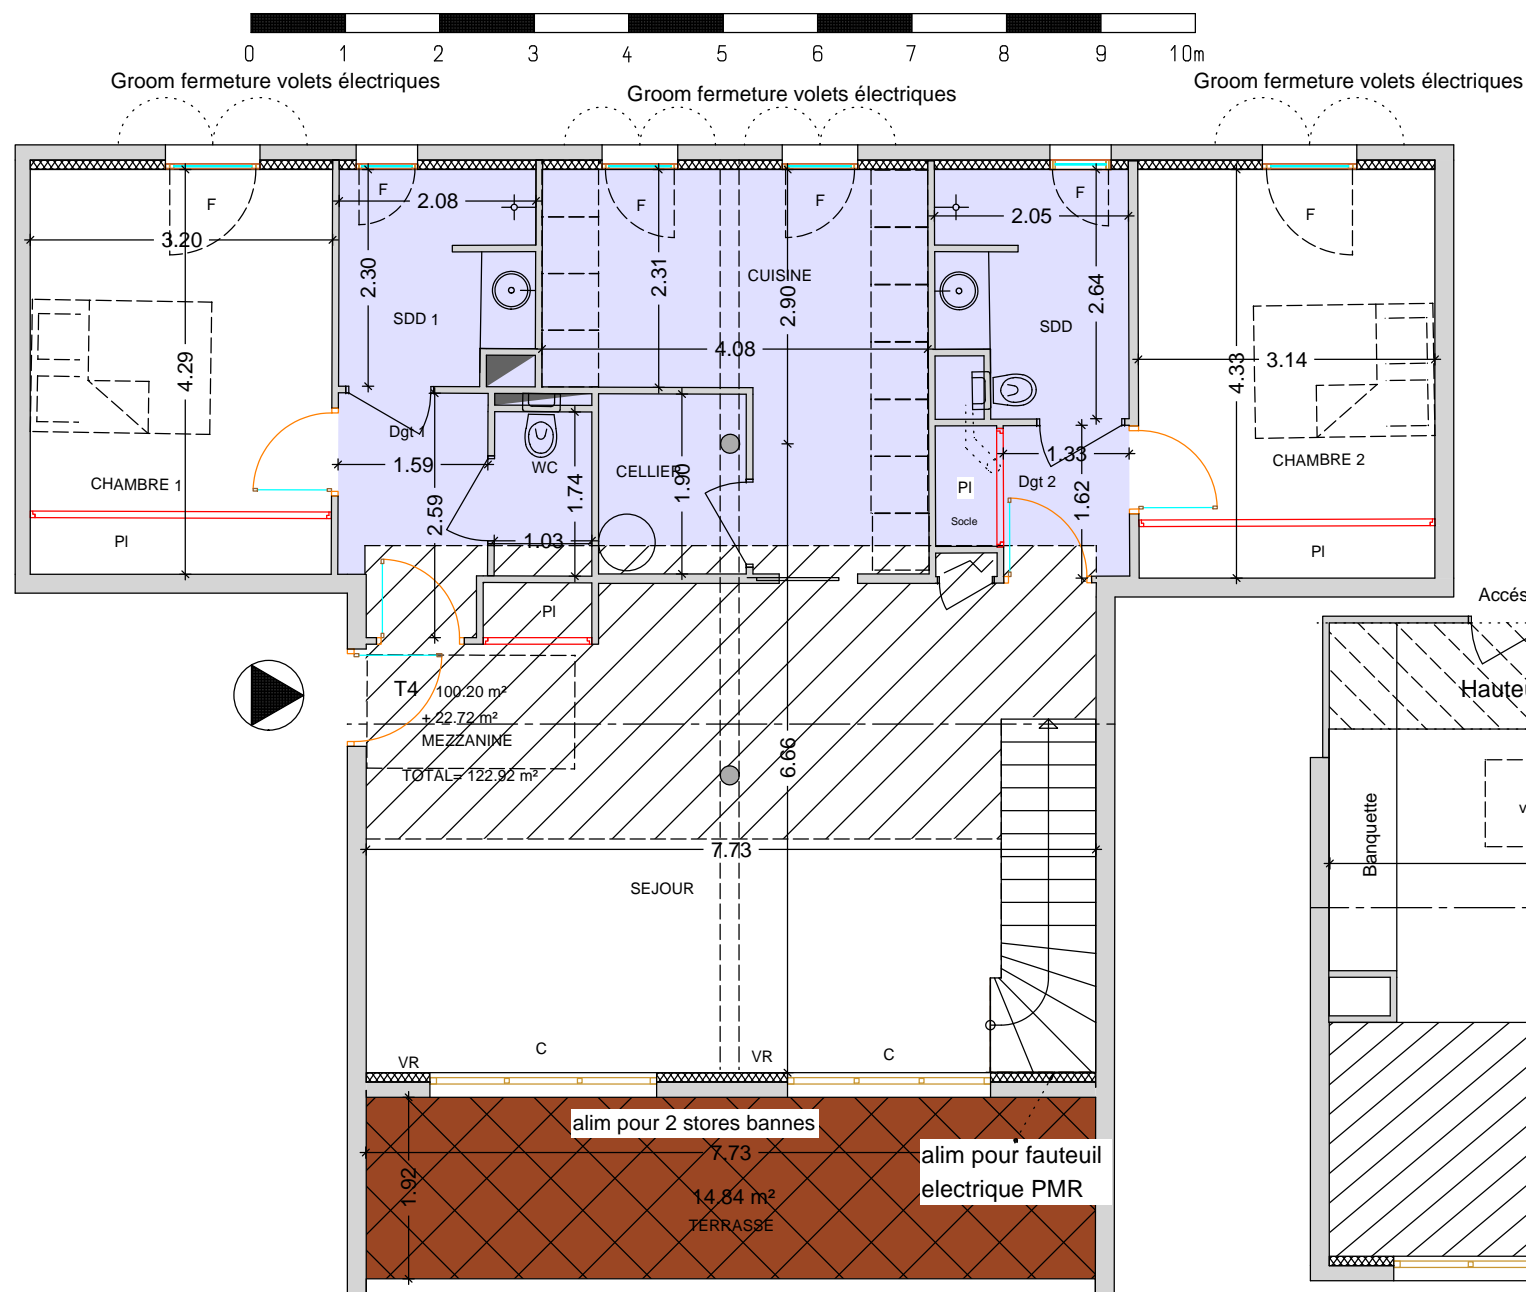 0 1 2 3 4 5 6 7 8 9 10m
Groom fermeture volets électriques
Groom fermeture volets électriques
Groom fermeture volets électriques
F
F
F
F
F
F
3.20
2.08
2.05
2.30
2.31
CUISINE
2.90
2.64
SDD 1
SDD
4.29
4.08
4.33
3.14
Dgt 1
1.59
WC
CELLIER
1.33
CHAMBRE 2
CHAMBRE 1
1.74
1.90
Pl
Dgt 2
1.62
2.59
Socle
1.03
Pl
Pl
Pl
Accés
T4 100.20 m²
+ 22.72 m²
MEZZANINE
TOTAL= 122.92 m²
6.66
7.73
SEJOUR
Banquette
VR
C
VR
C
alim pour 2 stores bannes
7.73
alim pour fauteuil
electrique PMR
1.92
14.84 m²
TERRASSE